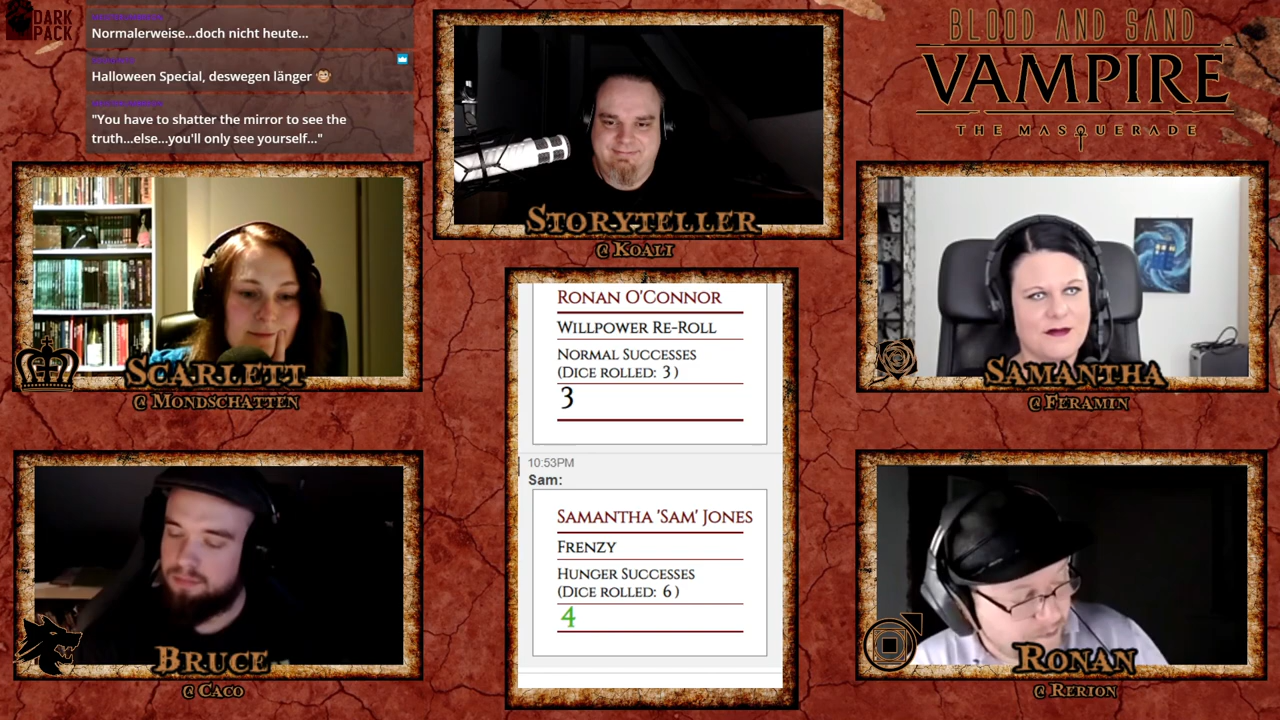 DARK
PACK
Normalerweise...doch nicht heute...
Halloween Special, deswegen länger
"You have to shatter the mirror to see the
truth...else...you'll only see yourself..."
BLOOD AND SAND
VAMPIRE
THE MASQUERADE
STORYTELLER
@ KOALI
SCARLETT
@ MONDSCHATTEN
SAMANTHA
@ FERAMIN
RONAN O'CONNOR
WILLPOWER RE-ROLL
NORMAL SUCCESSES
(DICE ROLLED: 3 )
3
10:53PM
Sam:
SAMANTHA 'SAM' JONES
FRENZY
HUNGER SUCCESSES
(DICE ROLLED: 6 )
4
BRUCE
@ CACO
RONAN
@ RERION